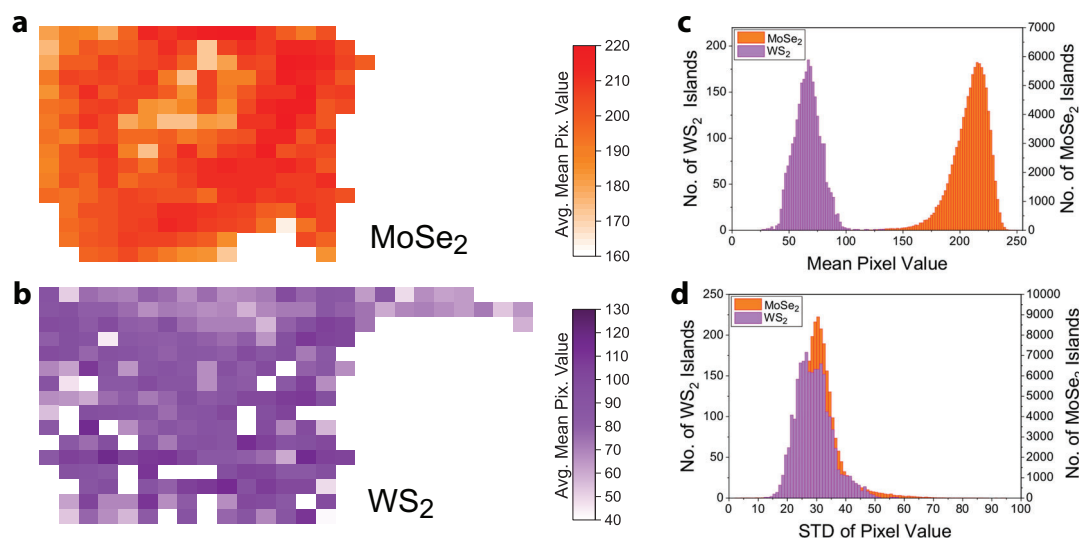 a
MoSe2
Avg. Mean Pix. Value
220
210
200
190
180
170
160
b
WS2
Avg. Mean Pix. Value
130
120
110
100
90
80
70
60
50
40
c
MoSe2
WS2
No. of WS2 Islands
200
150
100
50
0
No. of MoSe2 Islands
7000
6000
5000
4000
3000
2000
1000
0
0 50 100 150 200 250
Mean Pixel Value
d
MoSe2
WS2
No. of WS2 Islands
250
200
150
100
50
0
No. of MoSe2 Islands
10000
9000
8000
7000
6000
5000
4000
3000
2000
1000
0
0 10 20 30 40 50 60 70 80 90 100
STD of Pixel Value